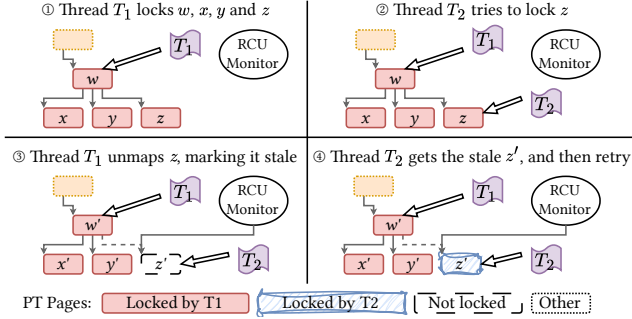 ① Thread T1 locks w, x, y and z
T1
RCU
Monitor
w
x y z
② Thread T2 tries to lock z
T1
RCU
Monitor
w
x y z
T2
③ Thread T1 unmaps z, marking it stale
T1
RCU
Monitor
w'
x' y' z'
T2
④ Thread T2 gets the stale z', and then retry
T1
RCU
Monitor
w'
x' y' z'
T2
PT Pages: Locked by T1 Locked by T2 Not locked Other